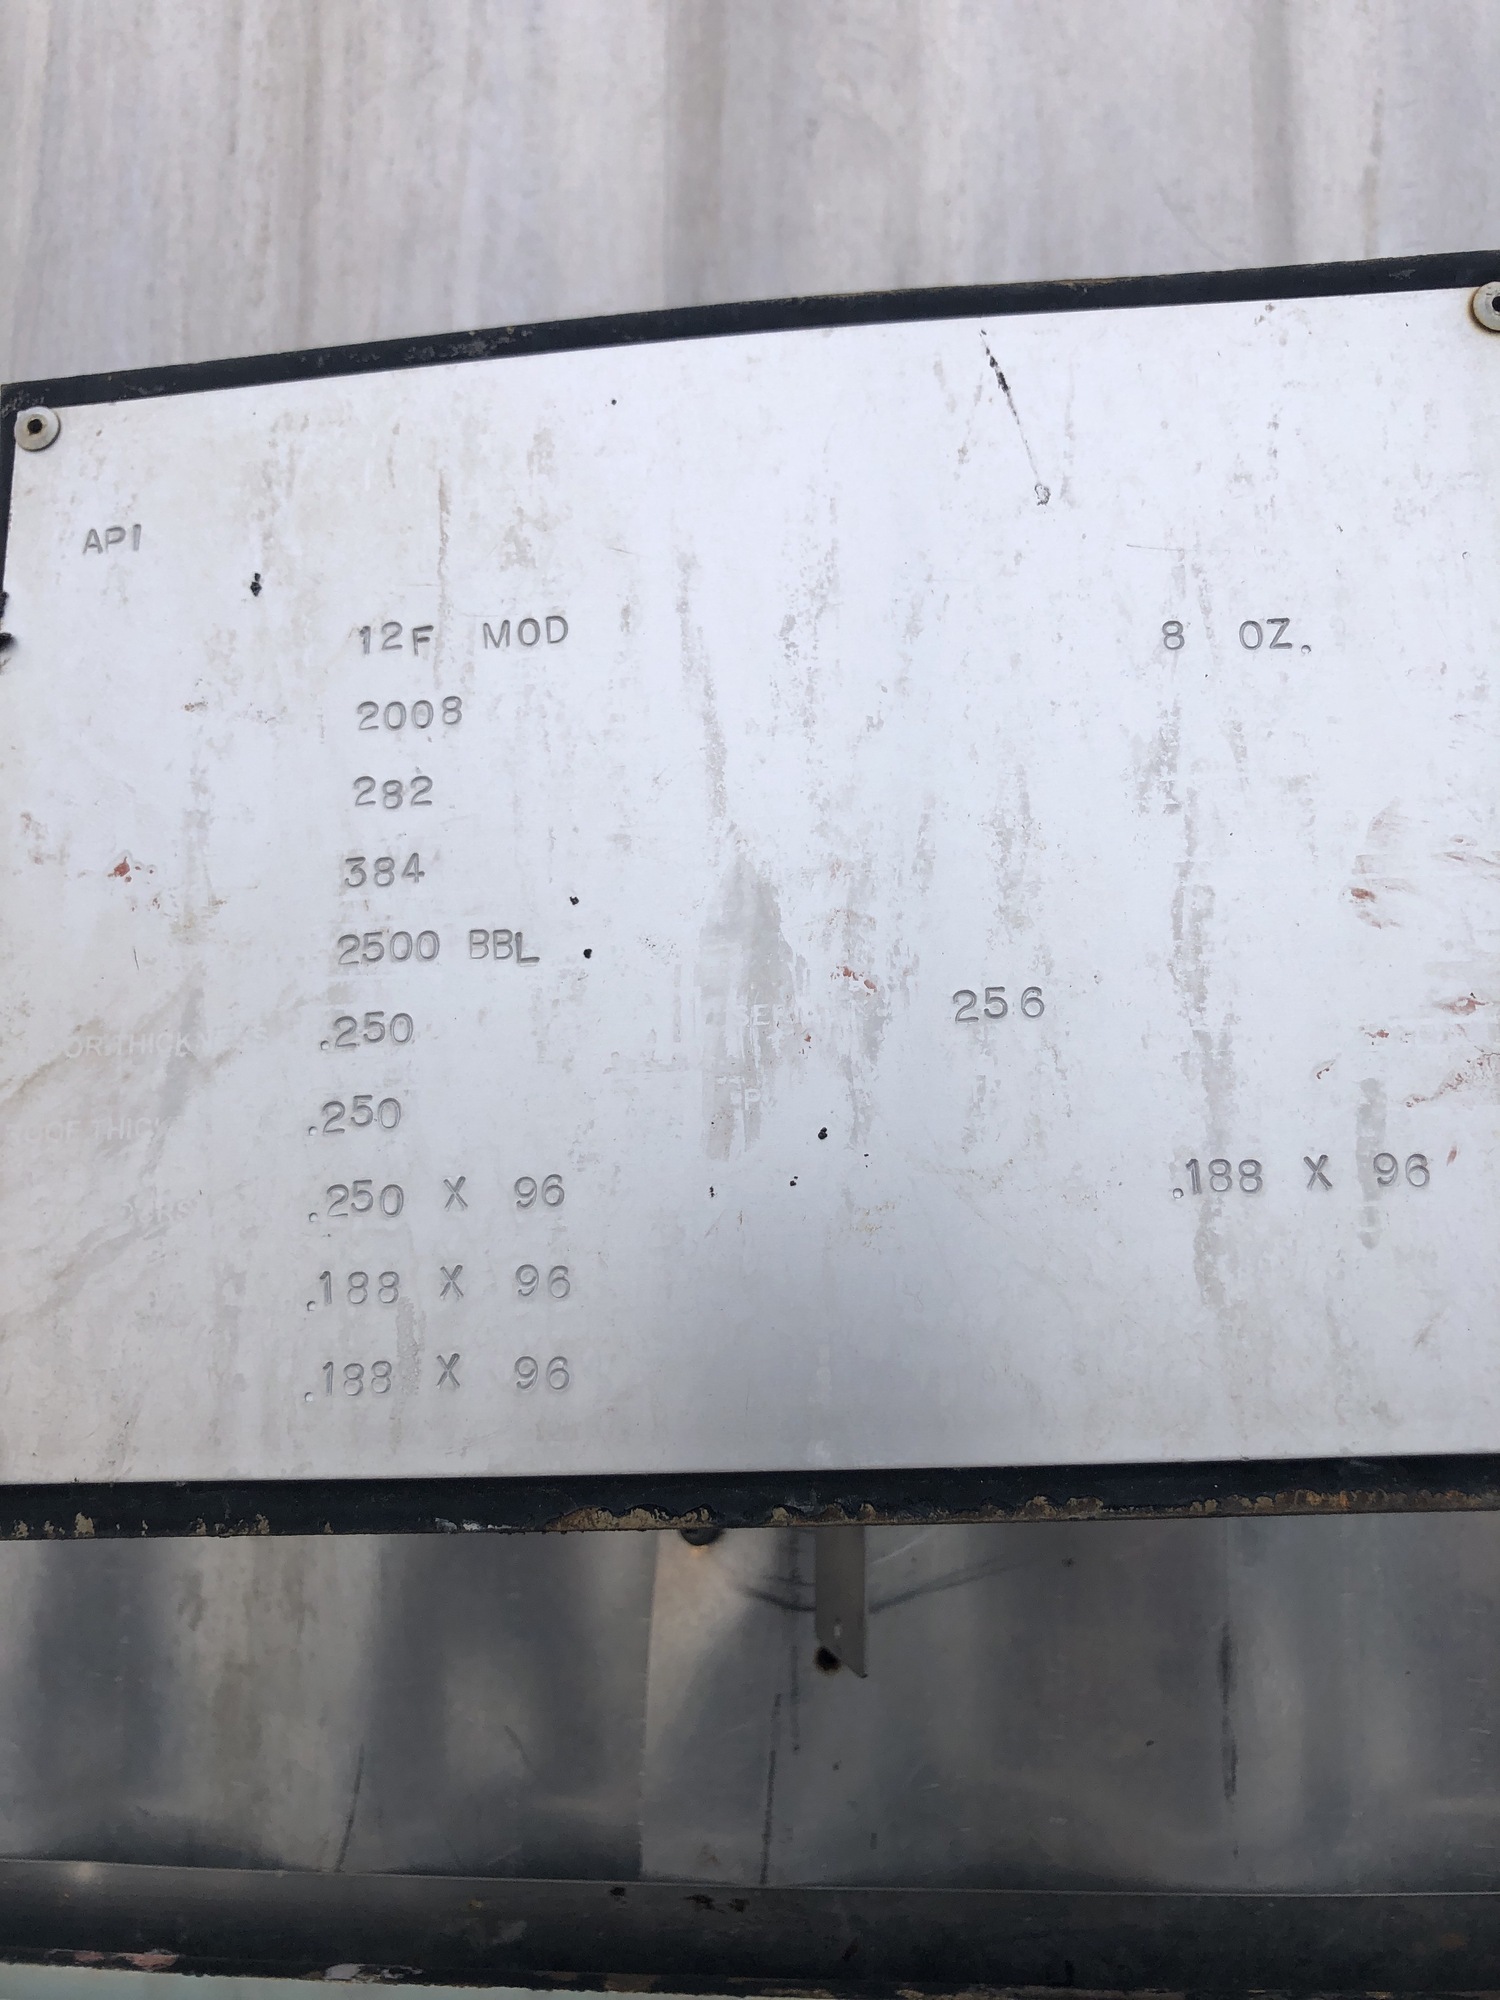 API
12F MOD 8 OZ.
2008
282
384
2500 BBL
.250 256
.250
.250 X 96 .188 X 96
.188 X 96
.188 X 96